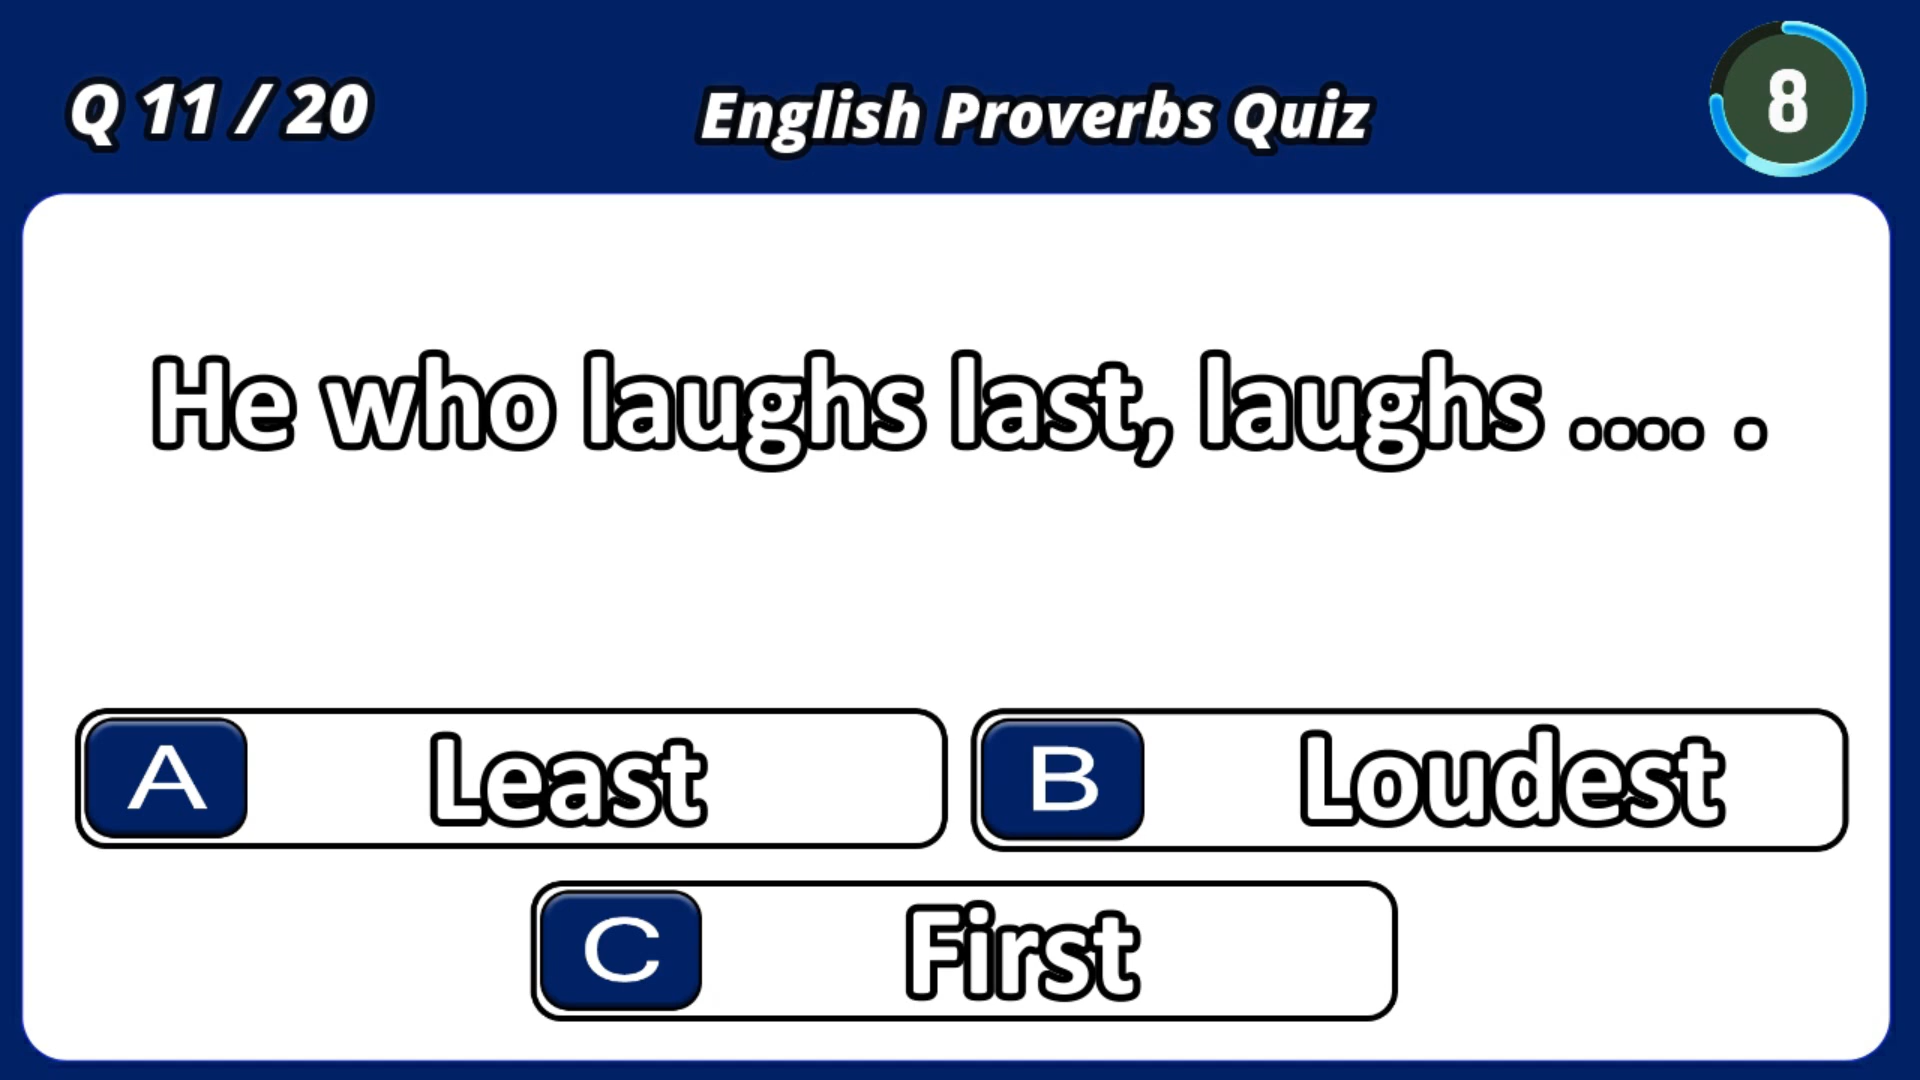 Q 11 / 20
English Proverbs Quiz
8
He who laughs last, laughs .... .
A Least
B Loudest
C First